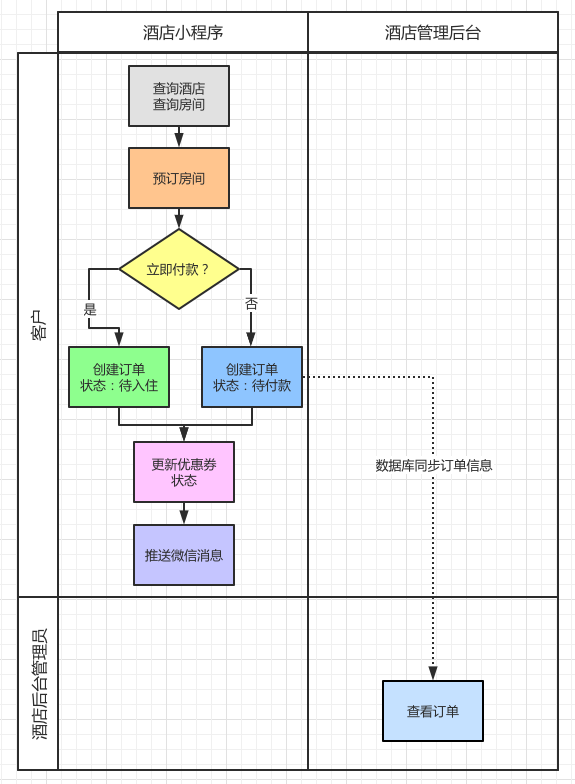 酒店小程序
酒店管理后台
客户
查询酒店
查询房间
预订房间
立即付款？
是
否
创建订单
状态：待入住
创建订单
状态：待付款
更新优惠券
状态
数据库同步订单信息
推送微信消息
酒店后台管理员
查看订单